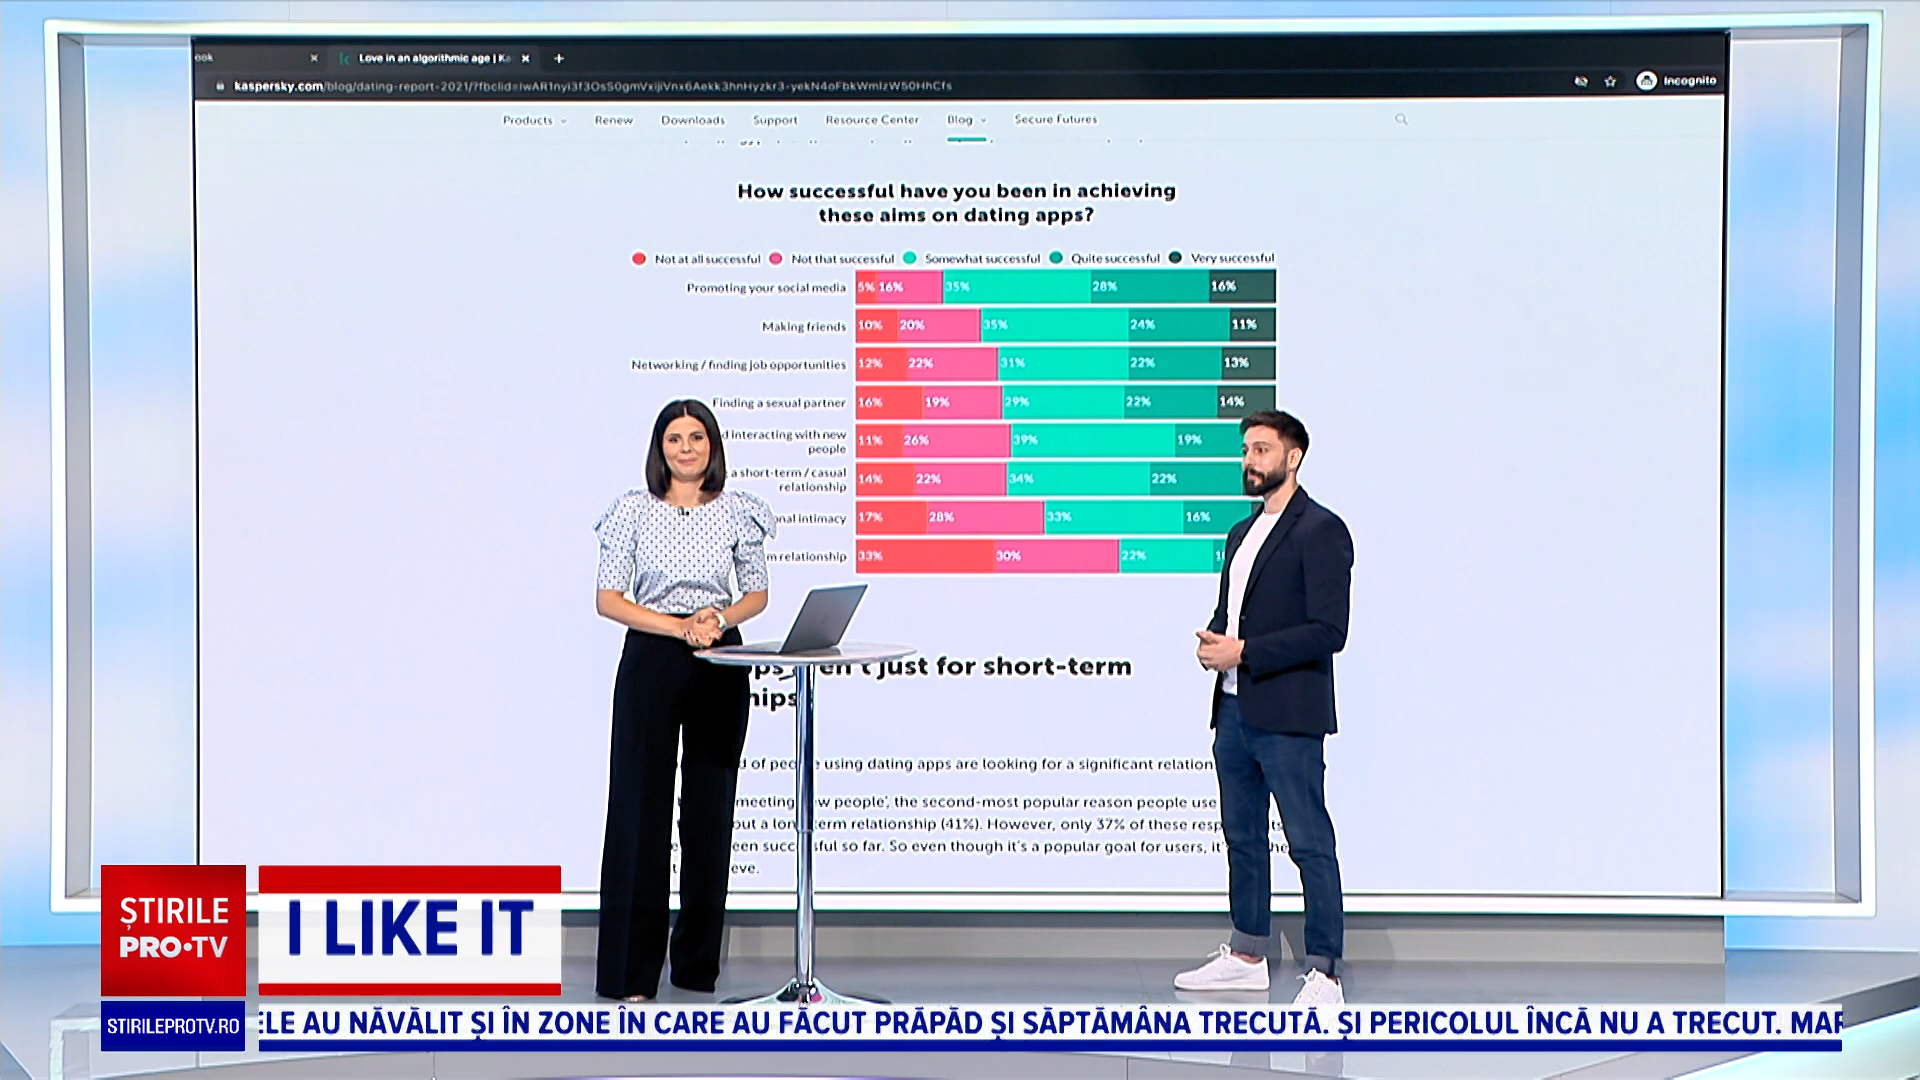 ook
Love in an algorithmic age | Ka
kaspersky.com/blog/dating-report-2021/?fbclid=
Incognito
Products Renew Downloads Support Resource Center Blog Secure Futures
How successful have you been in achieving
these aims on dating apps?
Not at all successful Not that successful Somewhat successful Quite successful Very successful
Promoting your social media 5% 16% 35% 28% 16%
Making friends 10% 20% 35% 24% 11%
Networking / finding job opportunities 12% 22% 31% 22% 13%
Finding a sexual partner 16% 19% 29% 22% 14%
d interacting with new
people 11% 26% 39% 19%
a short-term / casual
relationship 14% 22% 34% 22%
onal intimacy 17% 28% 33% 16%
m relationship 33% 30% 22%
just for short-term
hips
d of using dating apps are looking for a significant relation
meeting w people', the second-most popular reason people use
out a lon term relationship (41%). However, only 37% of these resp ts
een succ ful so far. So even though it's a popular goal for users, it'
eve.
ȘTIRILE
PRO•TV
I LIKE IT
STIRILEPROTV.RO
ELE AU NĂVĂLIT ȘI ÎN ZONE ÎN CARE AU FĂCUT PRĂPĂD ȘI SĂPTĂMÂNA TRECUTĂ. ȘI PERICOLUL ÎNCĂ NU A TRECUT. MAR